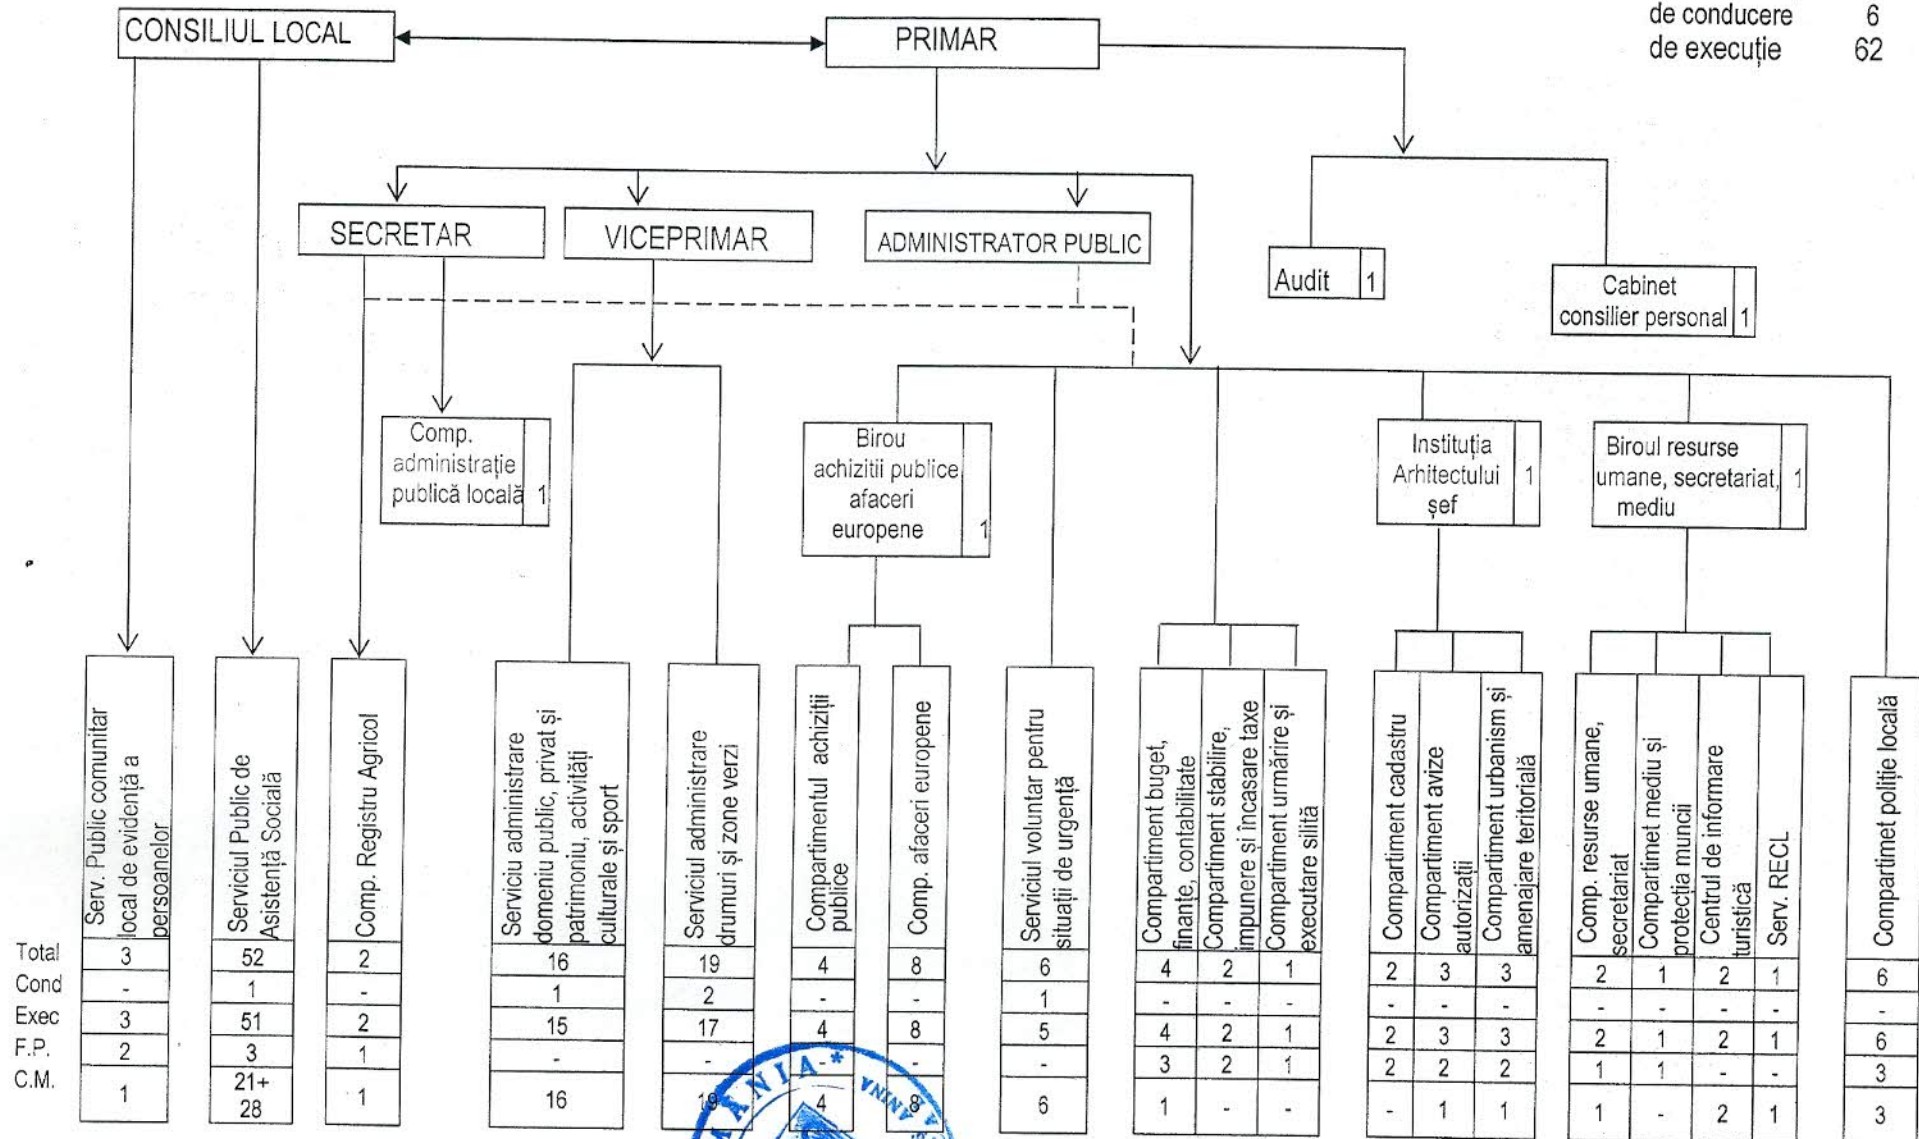 de conducere 6
de execuție 62
CONSILIUL LOCAL
PRIMAR
SECRETAR
VICEPRIMAR
ADMINISTRATOR PUBLIC
Audit 1
Cabinet
consilier personal 1
Comp.
administrație
publică locală 1
Birou
achizitii publice,
afaceri
europene 1
Instituția
Arhitectului
șef
1
Biroul resurse
umane, secretariat,
mediu
1
Serv. Public comunitar
local de evidență a
persoanelor
Serviciul Public de
Asistență Socială
Comp. Registru Agricol
Serviciu administrare
domeniu public, privat și
patrimoniu, activități
culturale și sport
Serviciul administrare
drumuri și zone verzi
Compartimentul achiziții
publice
Comp. afaceri europene
Serviciul voluntar pentru
situații de urgență
Compartiment buget,
finanțe, contabilitate
Compartiment stabilire,
impunere și încasare taxe
Compartiment urmărire și
executare silită
Compartiment cadastru
Compartiment avize
autorizații
Compartiment urbanism și
amenajare teritorială
Comp. resurse umane,
secretariat
Compartimet mediu și
protecția muncii
Centrul de informare
turistică
Serv. RECL
Compartimet poliție locală
Total 3 52 2 16 19 4 8 6 4 2 1 2 3 3 2 1 2 1 6
Cond - 1 - 1 2 - - 1 - - - - - - - - - - -
Exec 3 51 2 15 17 4 8 5 4 2 1 2 3 3 2 1 2 1 6
F.P. 2 3 1 - - - - - 3 2 1 2 2 2 1 1 - - 3
C.M. 1 21+ 28 1 16 19 4 8 6 1 - - - 1 1 1 - 2 1 3
ANINA